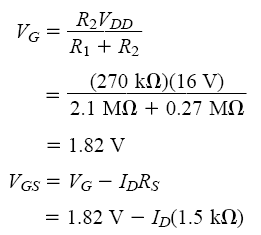 V_G = R_2V_DD / R_1 + R_2
= (270 kΩ)(16 V) / 2.1 MΩ + 0.27 MΩ
= 1.82 V
V_GS = V_G − I_DR_S
= 1.82 V − I_D(1.5 kΩ)